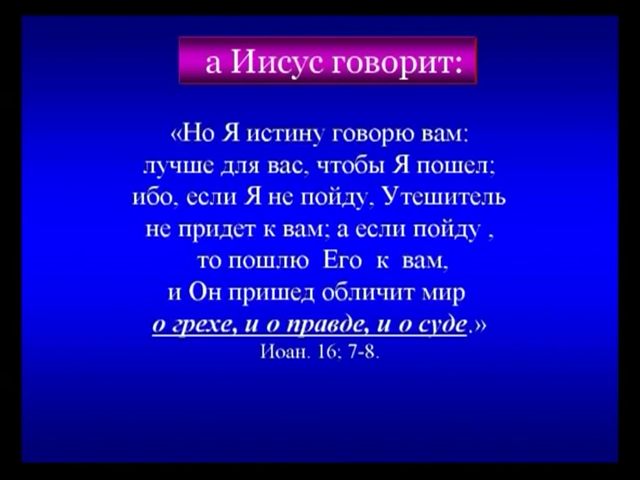 а Иисус говорит:
«Но Я истину говорю вам:
лучше для вас, чтобы Я пошел;
ибо, если Я не пойду, Утешитель
не придет к вам; а если пойду ,
то пошлю Его к вам,
и Он пришед обличит мир
о грехе, и о правде, и о суде.»
Иоан. 16; 7-8.